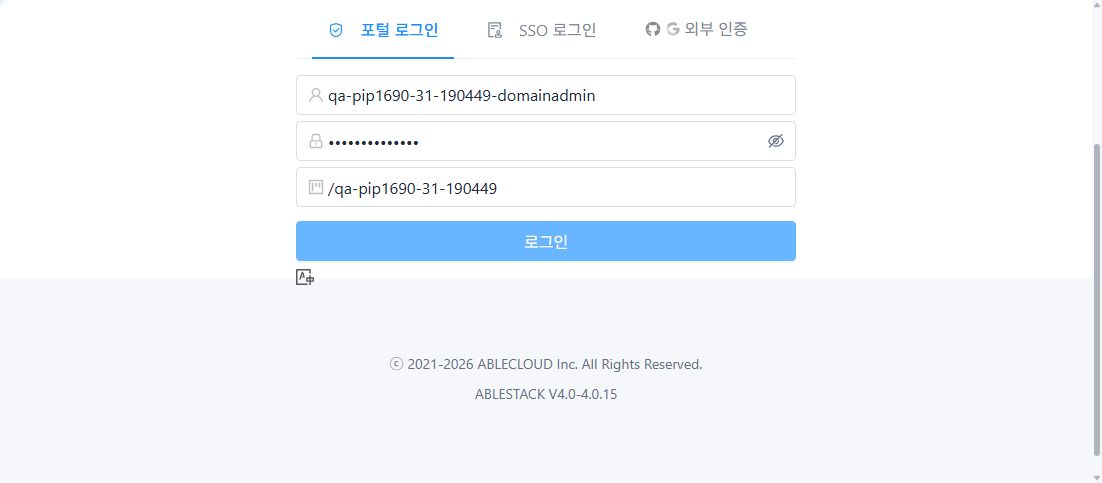 포털 로그인 SSO 로그인 외부 인증
qa-pip1690-31-190449-domainadmin
••••••••••••••
/qa-pip1690-31-190449
로그인
ⓒ 2021-2026 ABLECLOUD Inc. All Rights Reserved.
ABLESTACK V4.0-4.0.15